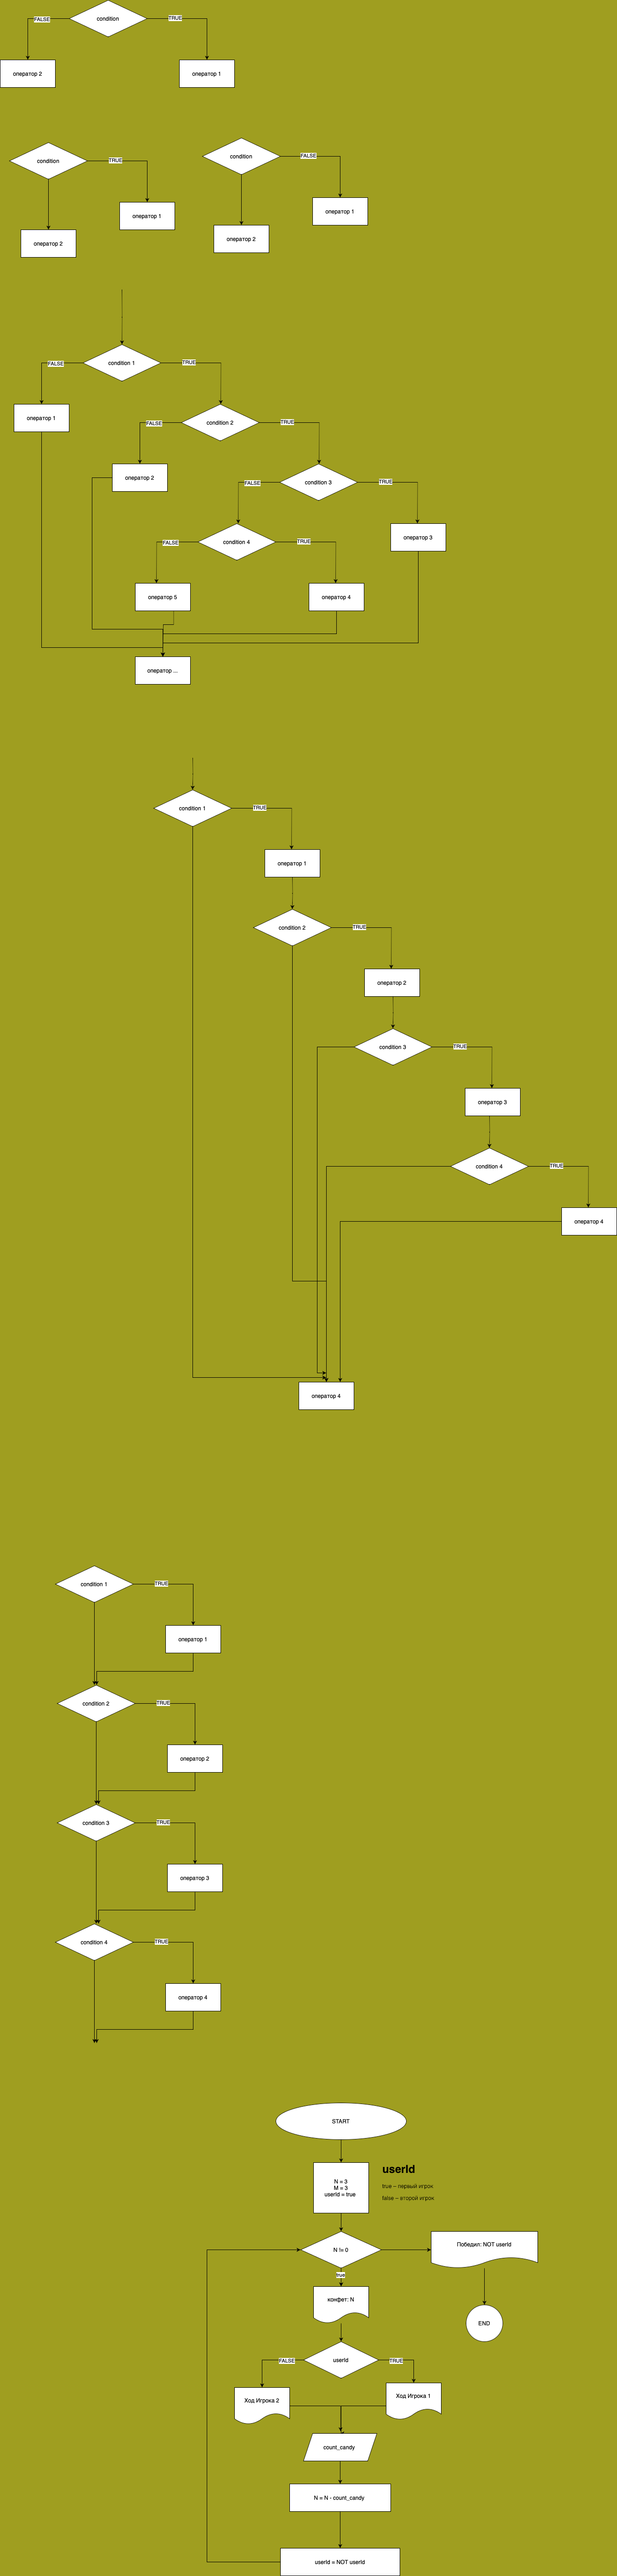 condition
FALSE
TRUE
оператор 2
оператор 1
condition
TRUE
оператор 1
оператор 2
condition
FALSE
оператор 1
оператор 2
condition 1
FALSE
TRUE
оператор 1
condition 2
FALSE
TRUE
оператор 2
condition 3
FALSE
TRUE
оператор 3
condition 4
FALSE
TRUE
оператор 5
оператор 4
оператор ...
condition 1
TRUE
оператор 1
condition 2
TRUE
оператор 2
condition 3
TRUE
оператор 3
condition 4
TRUE
оператор 4
оператор 4
condition 1
TRUE
оператор 1
condition 2
TRUE
оператор 2
condition 3
TRUE
оператор 3
condition 4
TRUE
оператор 4
START
N = 3
M = 3
userId = true
userId
true – первый игрок
false – второй игрок
N != 0
Победил: NOT userId
true
конфет: N
END
userId
FALSE
TRUE
Ход Игрока 2
Ход Игрока 1
count_candy
N = N - count_candy
userId = NOT userId